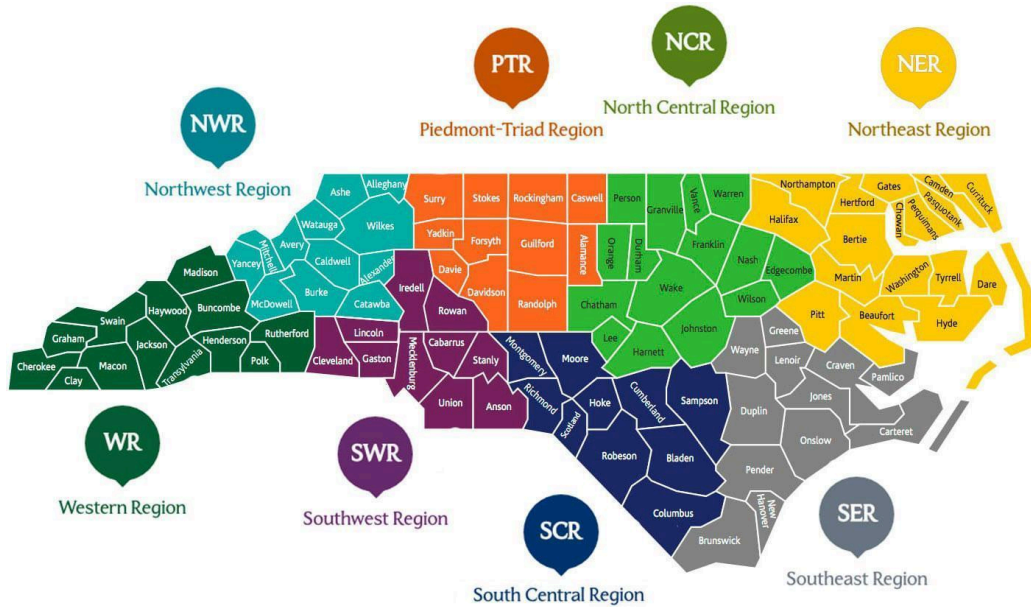 NCR
North Central Region
NER
Northeast Region
PTR
Piedmont-Triad Region
NWR
Northwest Region
Ashe
Alleghany
Surry
Stokes
Rockingham
Caswell
Person
Granville
Vance
Warren
Northampton
Gates
Camden
Currituck
Pasquotank
Perquimans
Chowan
Hertford
Halifax
Bertie
Watauga
Wilkes
Yadkin
Forsyth
Guilford
Alamance
Orange
Durham
Franklin
Nash
Edgecombe
Martin
Washington
Tyrrell
Dare
Mitchell
Avery
Yancey
Caldwell
Alexander
Davie
Davidson
Randolph
Chatham
Wake
Wilson
Pitt
Beaufort
Hyde
Madison
Buncombe
McDowell
Burke
Catawba
Iredell
Rowan
Haywood
Swain
Graham
Jackson
Cherokee
Clay
Macon
Transylvania
Henderson
Polk
Rutherford
Cleveland
Lincoln
Gaston
Mecklenburg
Cabarrus
Stanly
Union
Anson
Montgomery
Moore
Lee
Harnett
Johnston
Wayne
Greene
Lenoir
Craven
Pamlico
Jones
Carteret
Richmond
Scotland
Hoke
Cumberland
Sampson
Duplin
Onslow
Robeson
Bladen
Pender
New Hanover
Columbus
Brunswick
WR
Western Region
SWR
Southwest Region
SCR
South Central Region
SER
Southeast Region